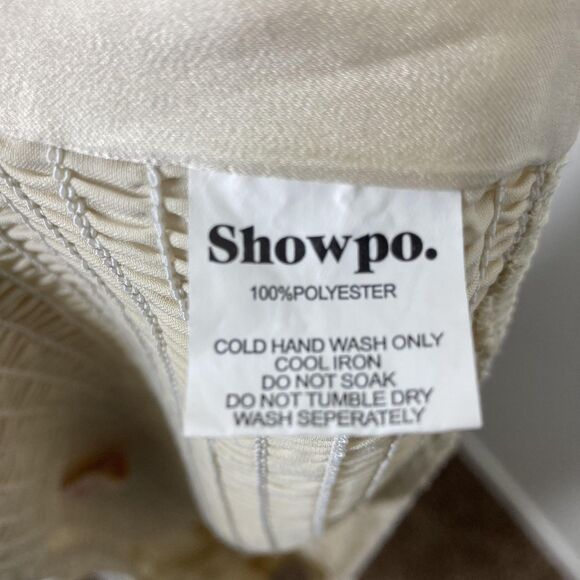 Showpo.
100%POLYESTER
COLD HAND WASH ONLY
COOL IRON
DO NOT SOAK
DO NOT TUMBLE DRY
WASH SEPERATELY